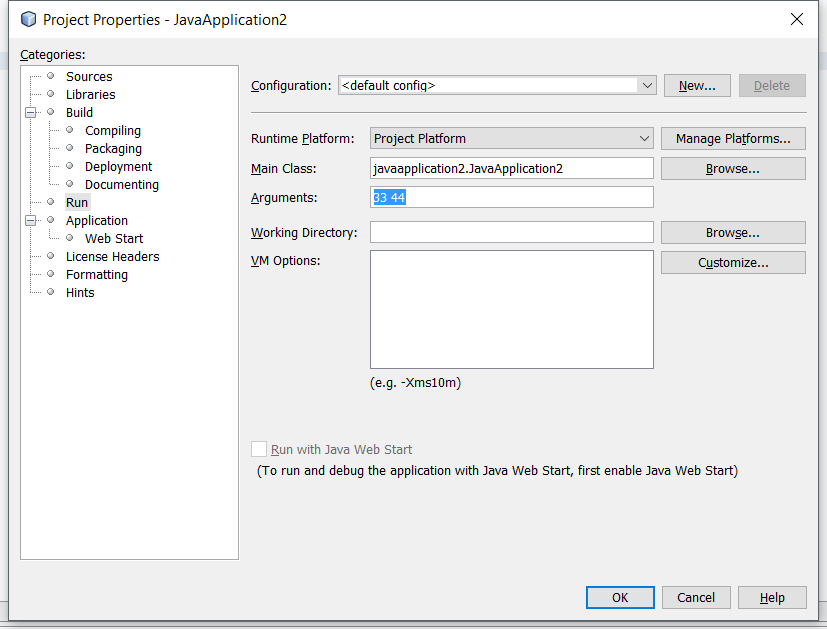 Project Properties - JavaApplication2
Categories:
Sources
Libraries
Build
Compiling
Packaging
Deployment
Documenting
Run
Application
Web Start
License Headers
Formatting
Hints
Configuration: <default config> New... Delete
Runtime Platform: Project Platform Manage Platforms...
Main Class: javaapplication2.JavaApplication2 Browse...
Arguments: 33 44
Working Directory: Browse...
VM Options: Customize...
(e.g. -Xms10m)
Run with Java Web Start
(To run and debug the application with Java Web Start, first enable Java Web Start)
OK Cancel Help